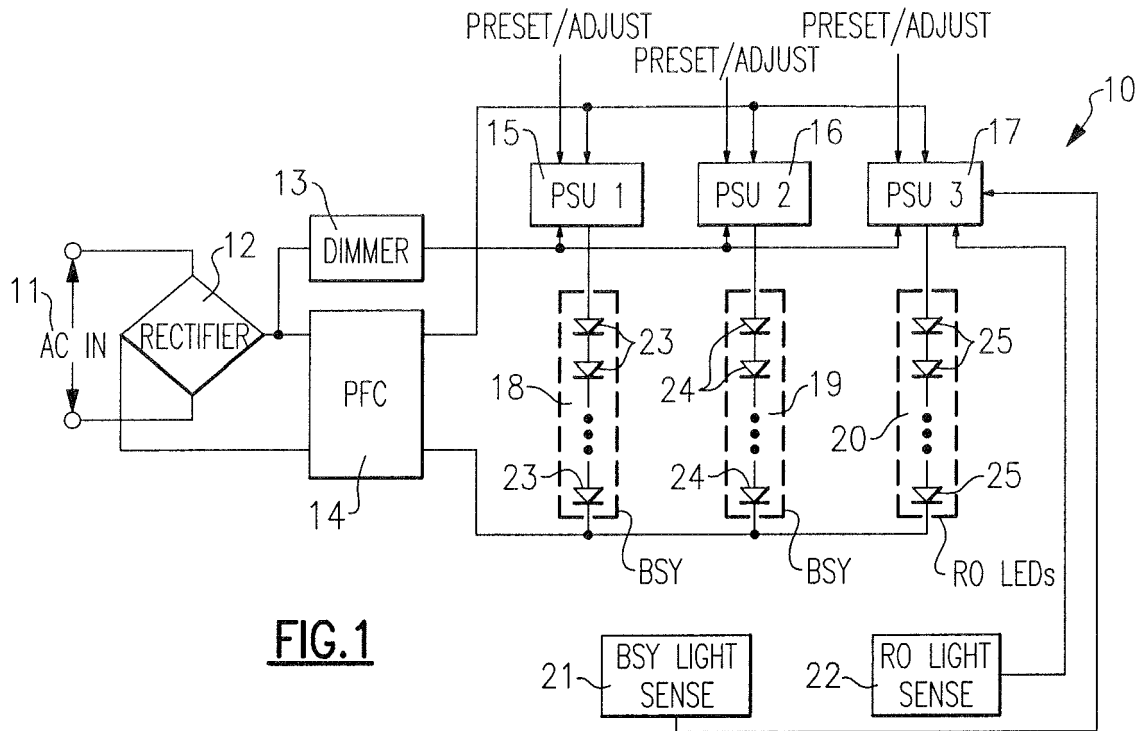 PRESET/ADJUST
PRESET/ADJUST
PRESET/ADJUST
10
15
16
17
PSU 1
PSU 2
PSU 3
13
DIMMER
12
11
AC IN
RECTIFIER
PFC
14
23
24
25
18
19
20
23
24
25
BSY
BSY
RO LEDs
FIG.1
21
BSY LIGHT
SENSE
22
RO LIGHT
SENSE